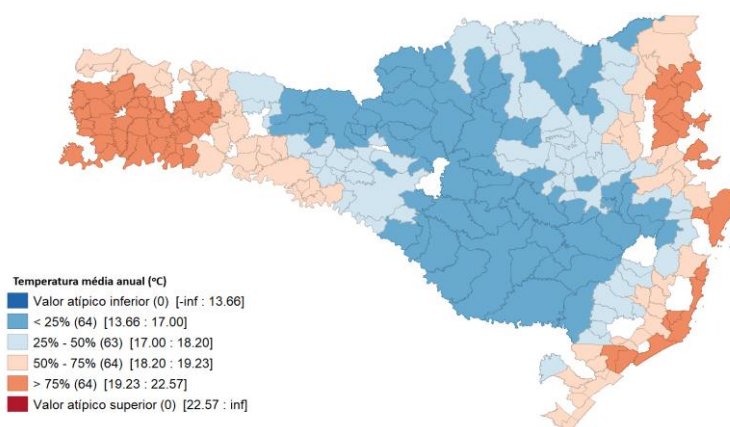 Temperatura média anual (ºC)
Valor atípico inferior (0) [-inf : 13.66]
< 25% (64) [13.66 : 17.00]
25% - 50% (63) [17.00 : 18.20]
50% - 75% (64) [18.20 : 19.23]
> 75% (64) [19.23 : 22.57]
Valor atípico superior (0) [22.57 : inf]